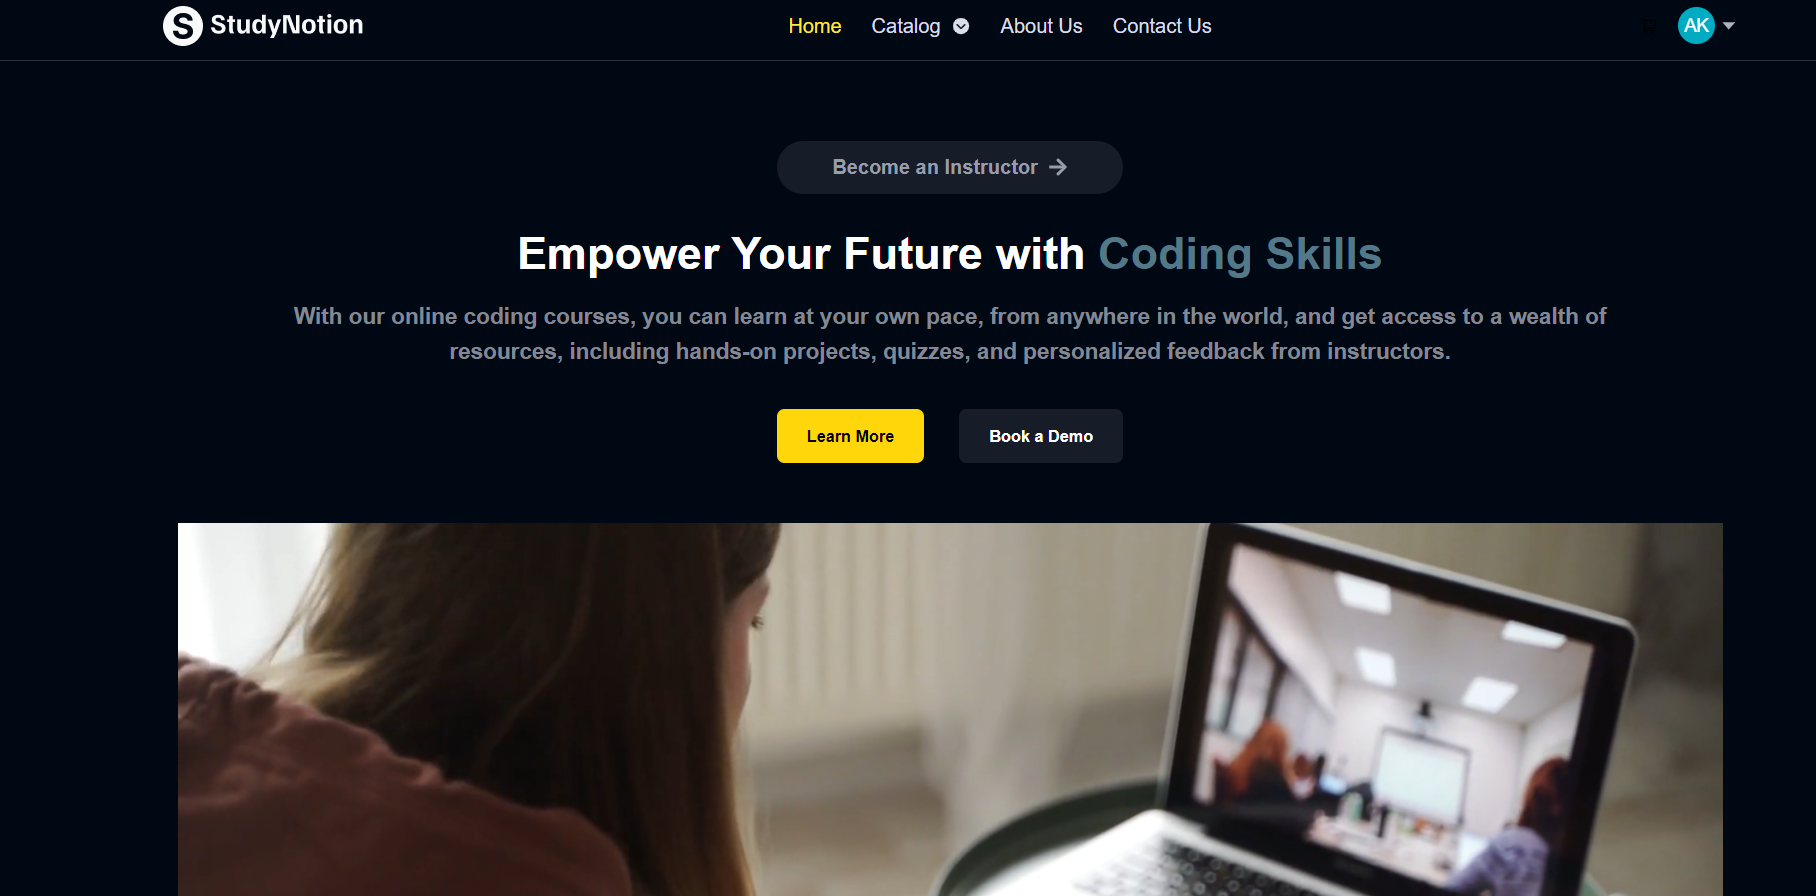 StudyNotion
Home
Catalog
About Us
Contact Us
AK
Become an Instructor
Empower Your Future with Coding Skills
With our online coding courses, you can learn at your own pace, from anywhere in the world, and get access to a wealth of
resources, including hands-on projects, quizzes, and personalized feedback from instructors.
Learn More
Book a Demo